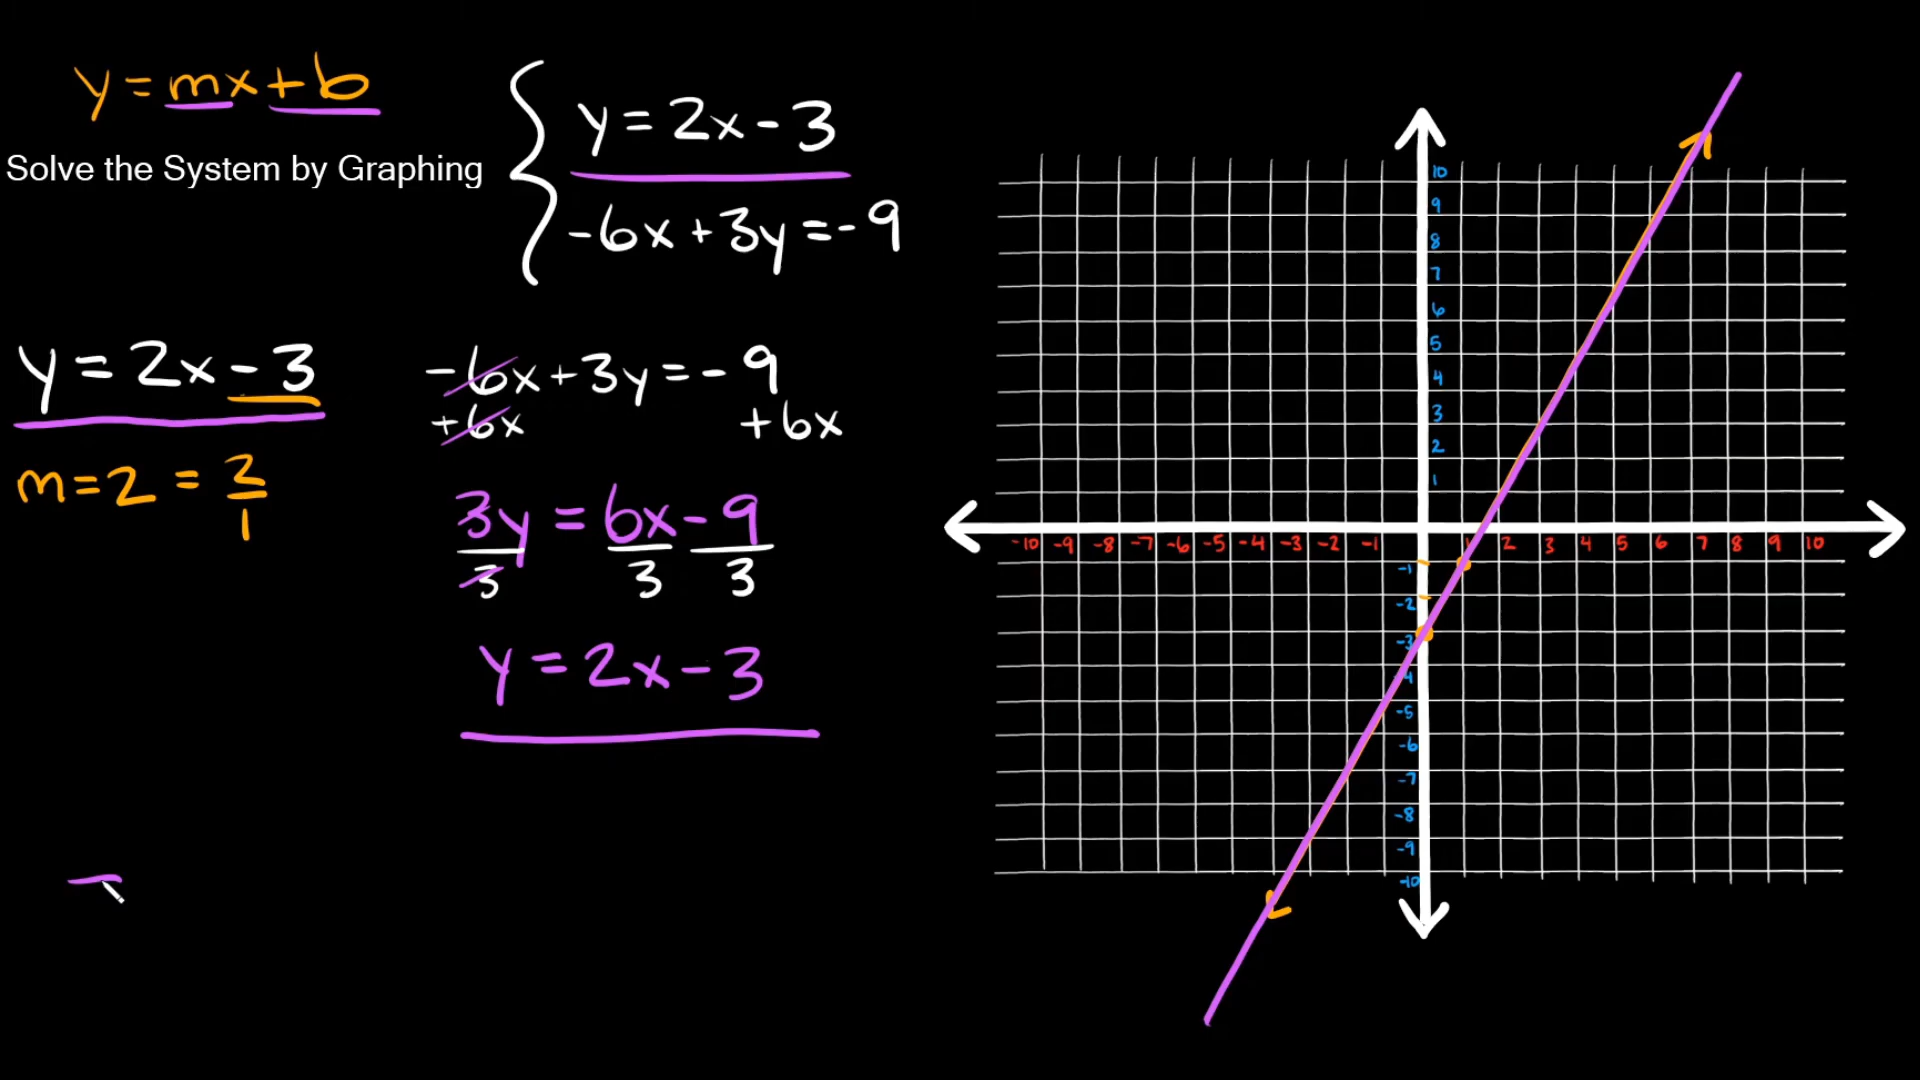 y = mx + b
Solve the System by Graphing
y = 2x - 3
-6x + 3y = -9
y = 2x - 3
m = 2 = 2/1
-6x + 3y = -9
+6x +6x
3y = 6x - 9
3 3 3
y = 2x - 3
10
9
8
7
6
5
4
3
2
1
-10 -9 -8 -7 -6 -5 -4 -3 -2 -1 1 2 3 4 5 6 7 8 9 10
-1
-2
-3
-4
-5
-6
-7
-8
-9
-10